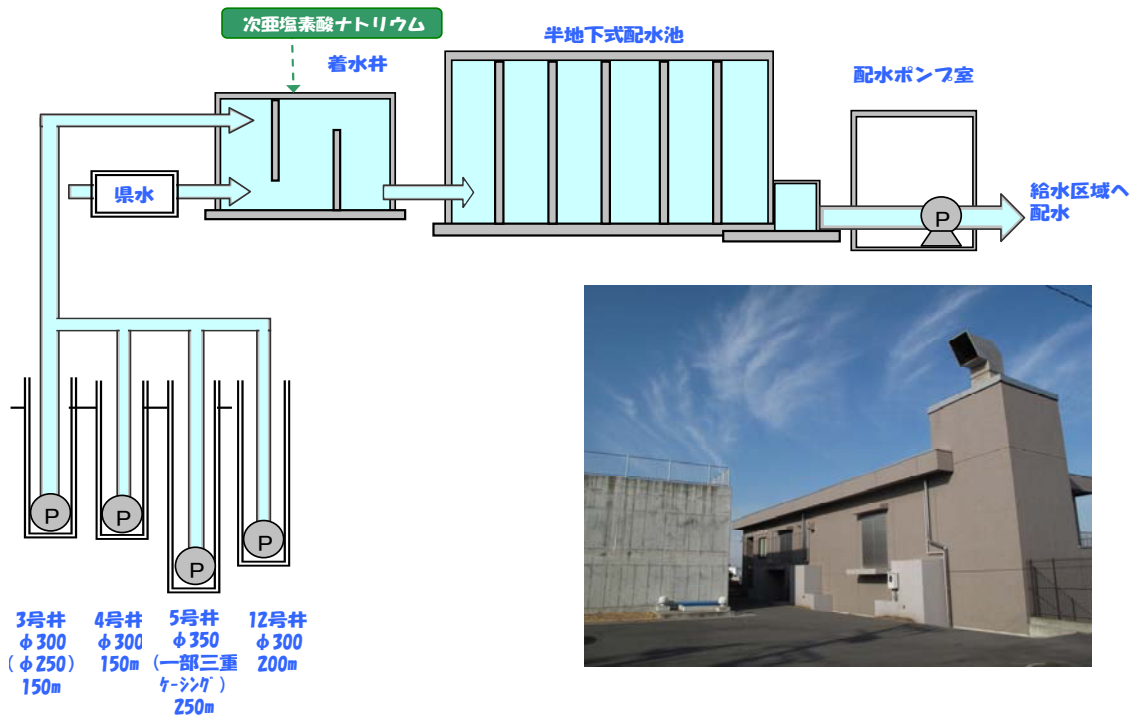 次亜塩素酸ナトリウム
着水井
半地下式配水池
配水ポンプ室
県水
給水区域へ
配水
P
P
P
P
P
3号井
φ300
(φ250)
150m
4号井
φ300
150m
5号井
φ350
(一部三重
ケーシング)
250m
12号井
φ300
200m